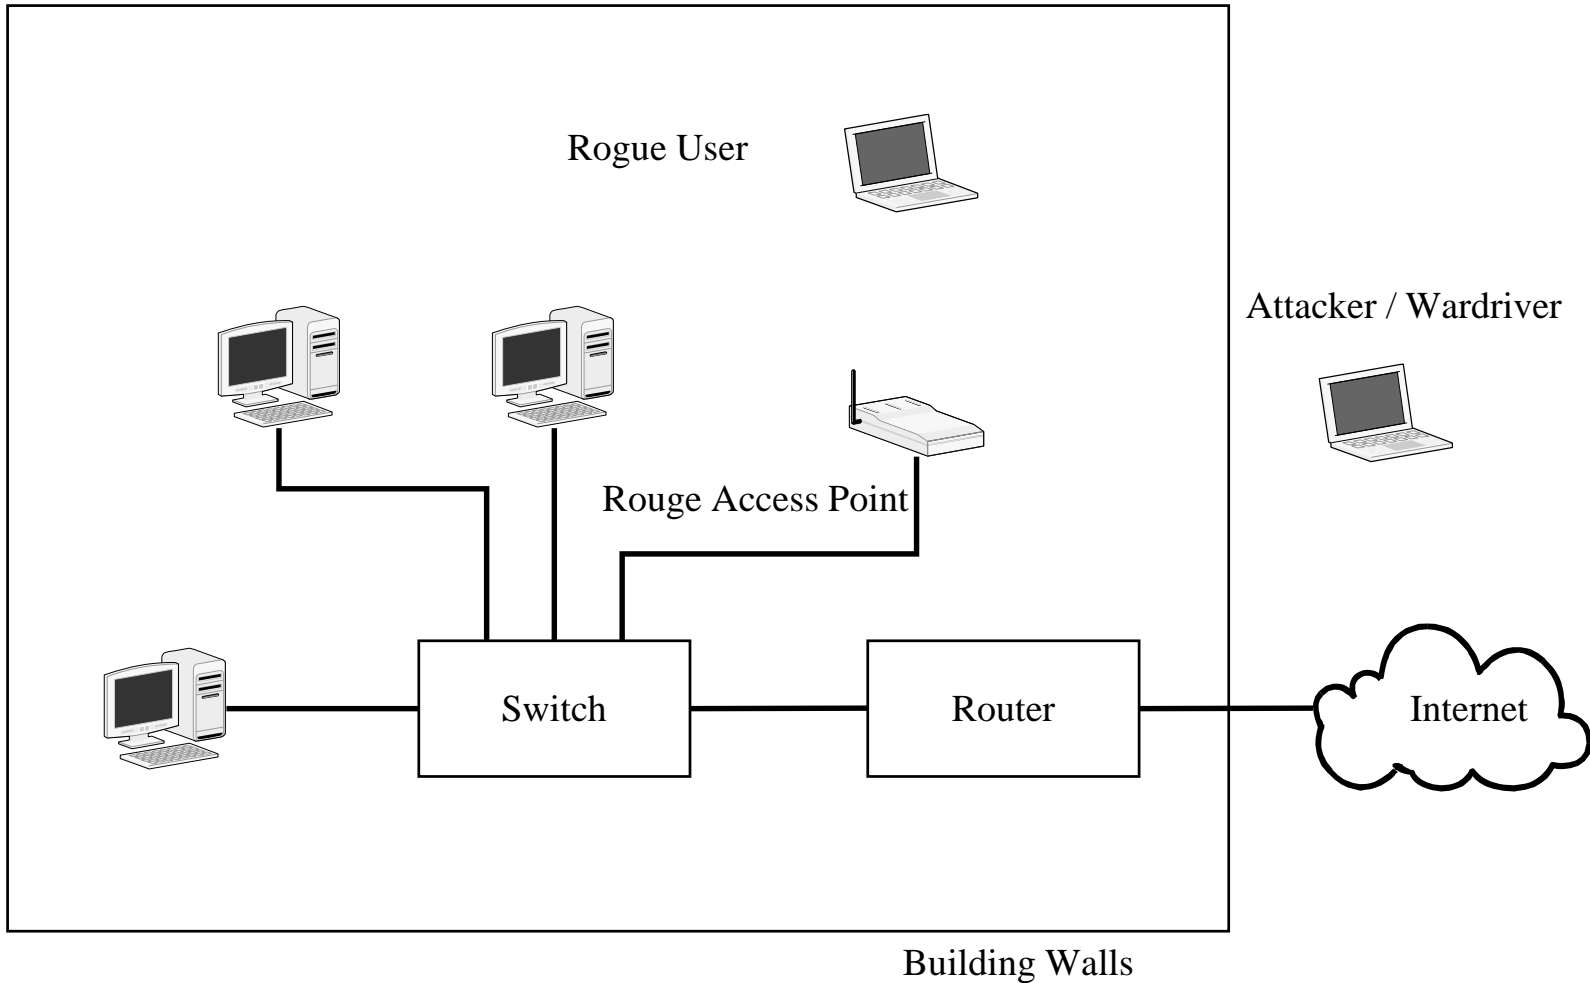 Rogue User
Attacker / Wardriver
Rouge Access Point
Switch
Router
Internet
Building Walls